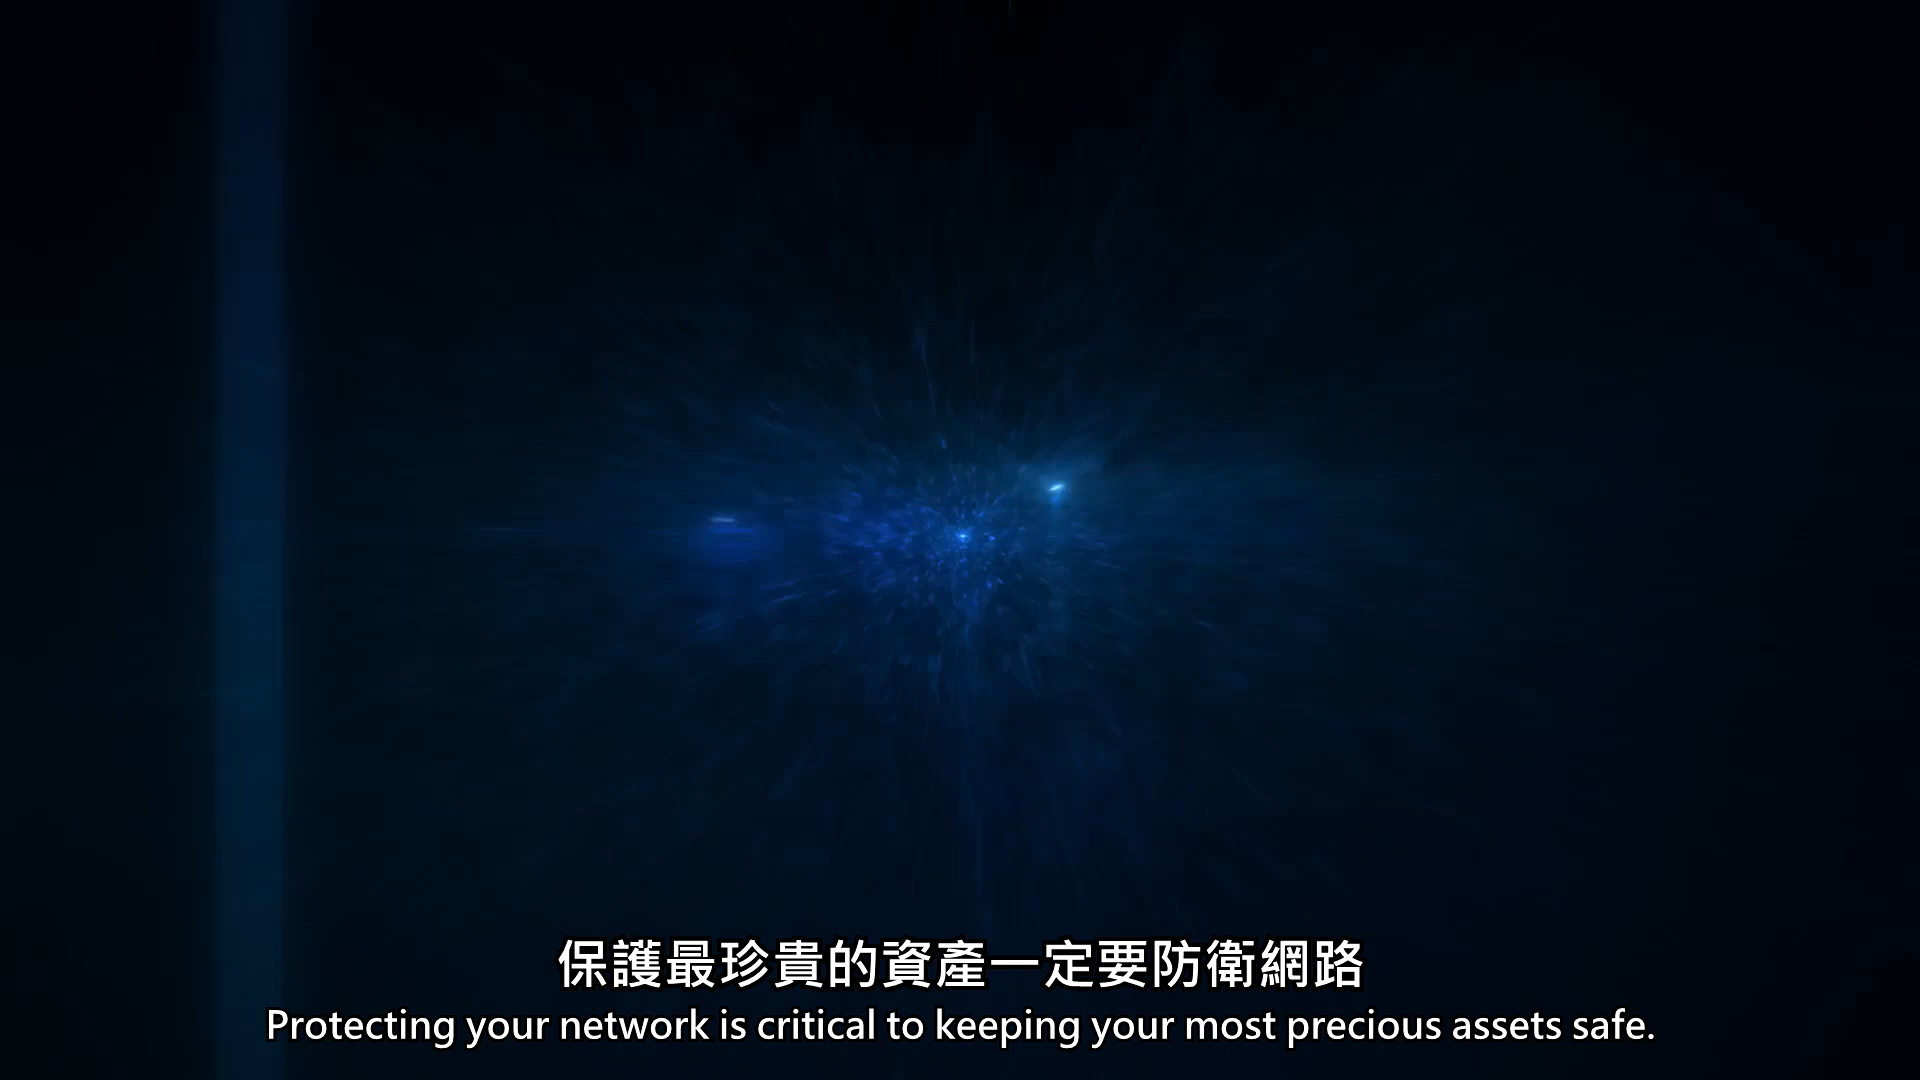 保護最珍貴的資產一定要防衛網路
Protecting your network is critical to keeping your most precious assets safe.